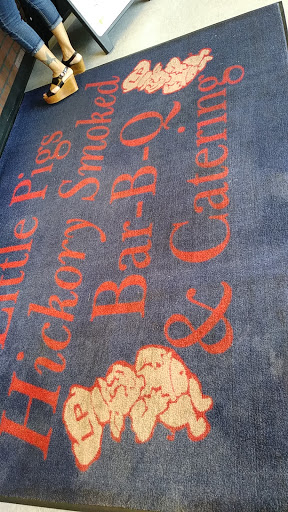 Little Pigs
Hickory Smoked
Bar-B-Q
& Catering